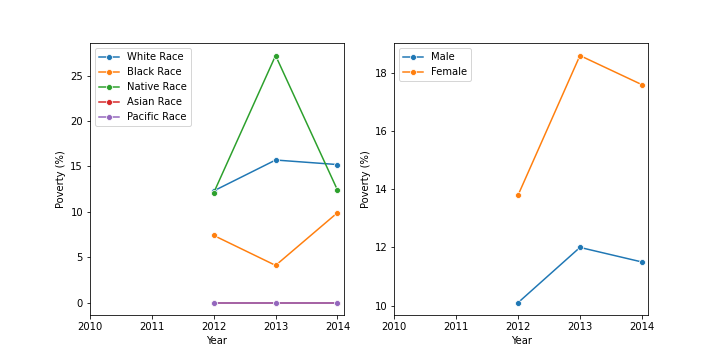 White Race
Black Race
Native Race
Asian Race
Pacific Race
Poverty (%)
25
20
15
10
5
0
2010 2011 2012 2013 2014
Year
Male
Female
Poverty (%)
18
16
14
12
10
2010 2011 2012 2013 2014
Year